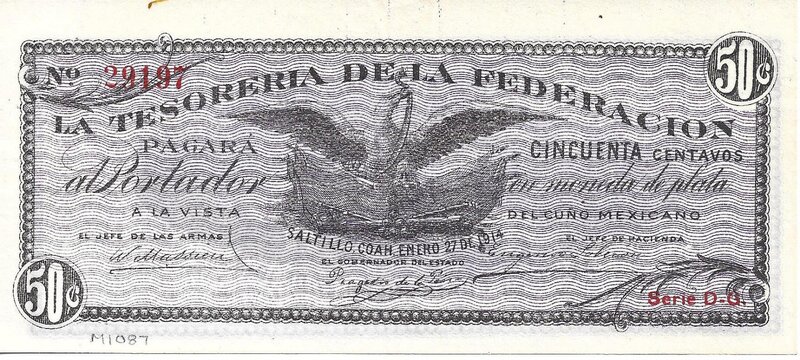 50¢
Nº 29197
LA TESORERIA DE LA FEDERACION
PAGARÁ CINCUENTA CENTAVOS
al Portador en moneda de plata
A LA VISTA DEL CUÑO MEXICANO
SALTILLO, COAH, ENERO 27 DE 1914
EL JEFE DE LAS ARMAS EL JEFE DE HACIENDA
EL GOBERNADOR DEL ESTADO
50¢ Serie D-G.
M1087